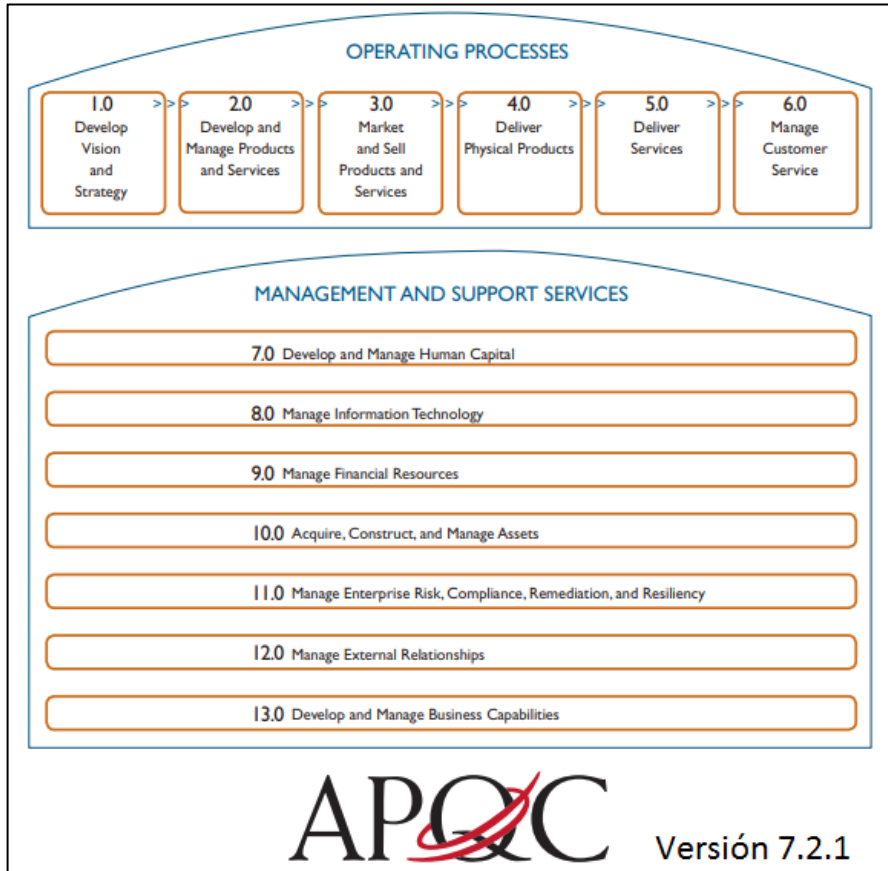 OPERATING PROCESSES
1.0 >>> 2.0 >>> 3.0 >>> 4.0 >>> 5.0 >>> 6.0
Develop
Vision
and
Strategy
Develop and
Manage Products
and Services
Market
and Sell
Products and
Services
Deliver
Physical Products
Deliver
Services
Manage
Customer
Service
MANAGEMENT AND SUPPORT SERVICES
7.0 Develop and Manage Human Capital
8.0 Manage Information Technology
9.0 Manage Financial Resources
10.0 Acquire, Construct, and Manage Assets
11.0 Manage Enterprise Risk, Compliance, Remediation, and Resiliency
12.0 Manage External Relationships
13.0 Develop and Manage Business Capabilities
APQC
Versión 7.2.1